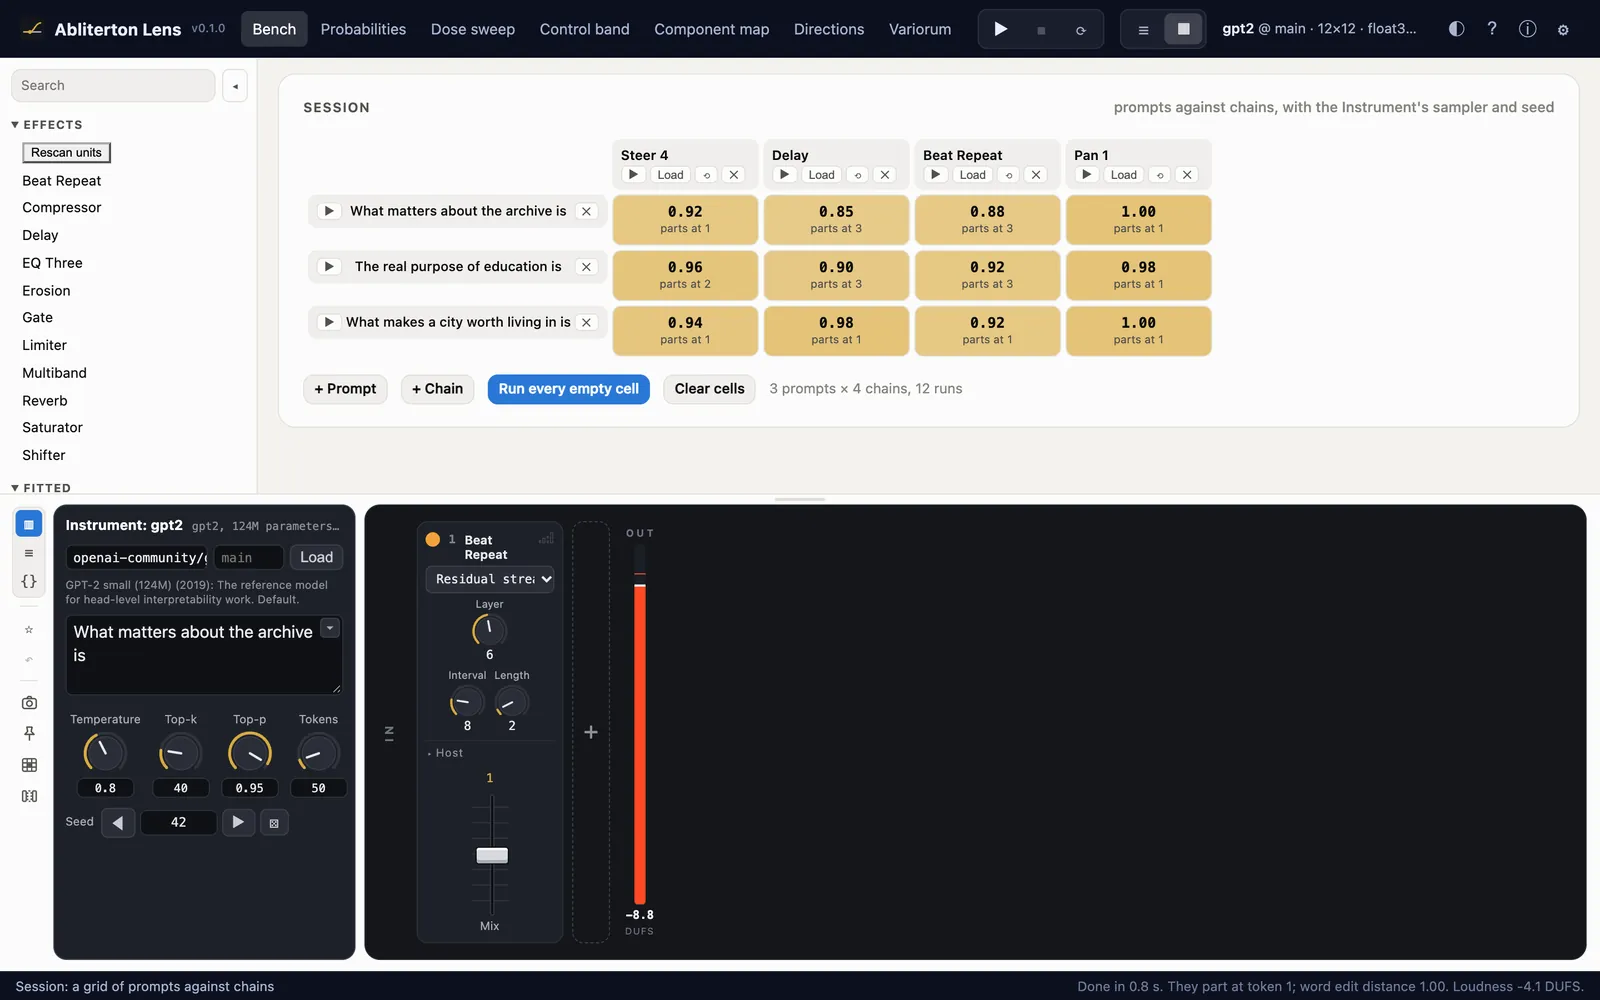 Abliterton Lens v0.1.0 Bench Probabilities Dose sweep Control band Component map Directions Variorum gpt2 @ main · 12×12 · float3…
Search
EFFECTS
Rescan units
Beat Repeat
Compressor
Delay
EQ Three
Erosion
Gate
Limiter
Multiband
Reverb
Saturator
Shifter
FITTED
SESSION
prompts against chains, with the Instrument's sampler and seed
Steer 4 Delay Beat Repeat Pan 1
Load Load Load Load
What matters about the archive is 0.92 0.85 0.88 1.00
parts at 1 parts at 3 parts at 3 parts at 1
The real purpose of education is 0.96 0.90 0.92 0.98
parts at 2 parts at 3 parts at 3 parts at 1
What makes a city worth living in is 0.94 0.98 0.92 1.00
parts at 1 parts at 1 parts at 1 parts at 1
+ Prompt + Chain Run every empty cell Clear cells 3 prompts × 4 chains, 12 runs
Instrument: gpt2 gpt2, 124M parameters…
openai-community/g main Load
GPT-2 small (124M) (2019): The reference model
for head-level interpretability work. Default.
What matters about the archive
is
Temperature Top-k Top-p Tokens
0.8 40 0.95 50
Seed 42
IN
1 Beat
Repeat
Residual strea
Layer
6
Interval Length
8 2
Host
1
Mix
+
OUT
-8.8
DUFS
Session: a grid of prompts against chains
Done in 0.8 s. They part at token 1; word edit distance 1.00. Loudness -4.1 DUFS.